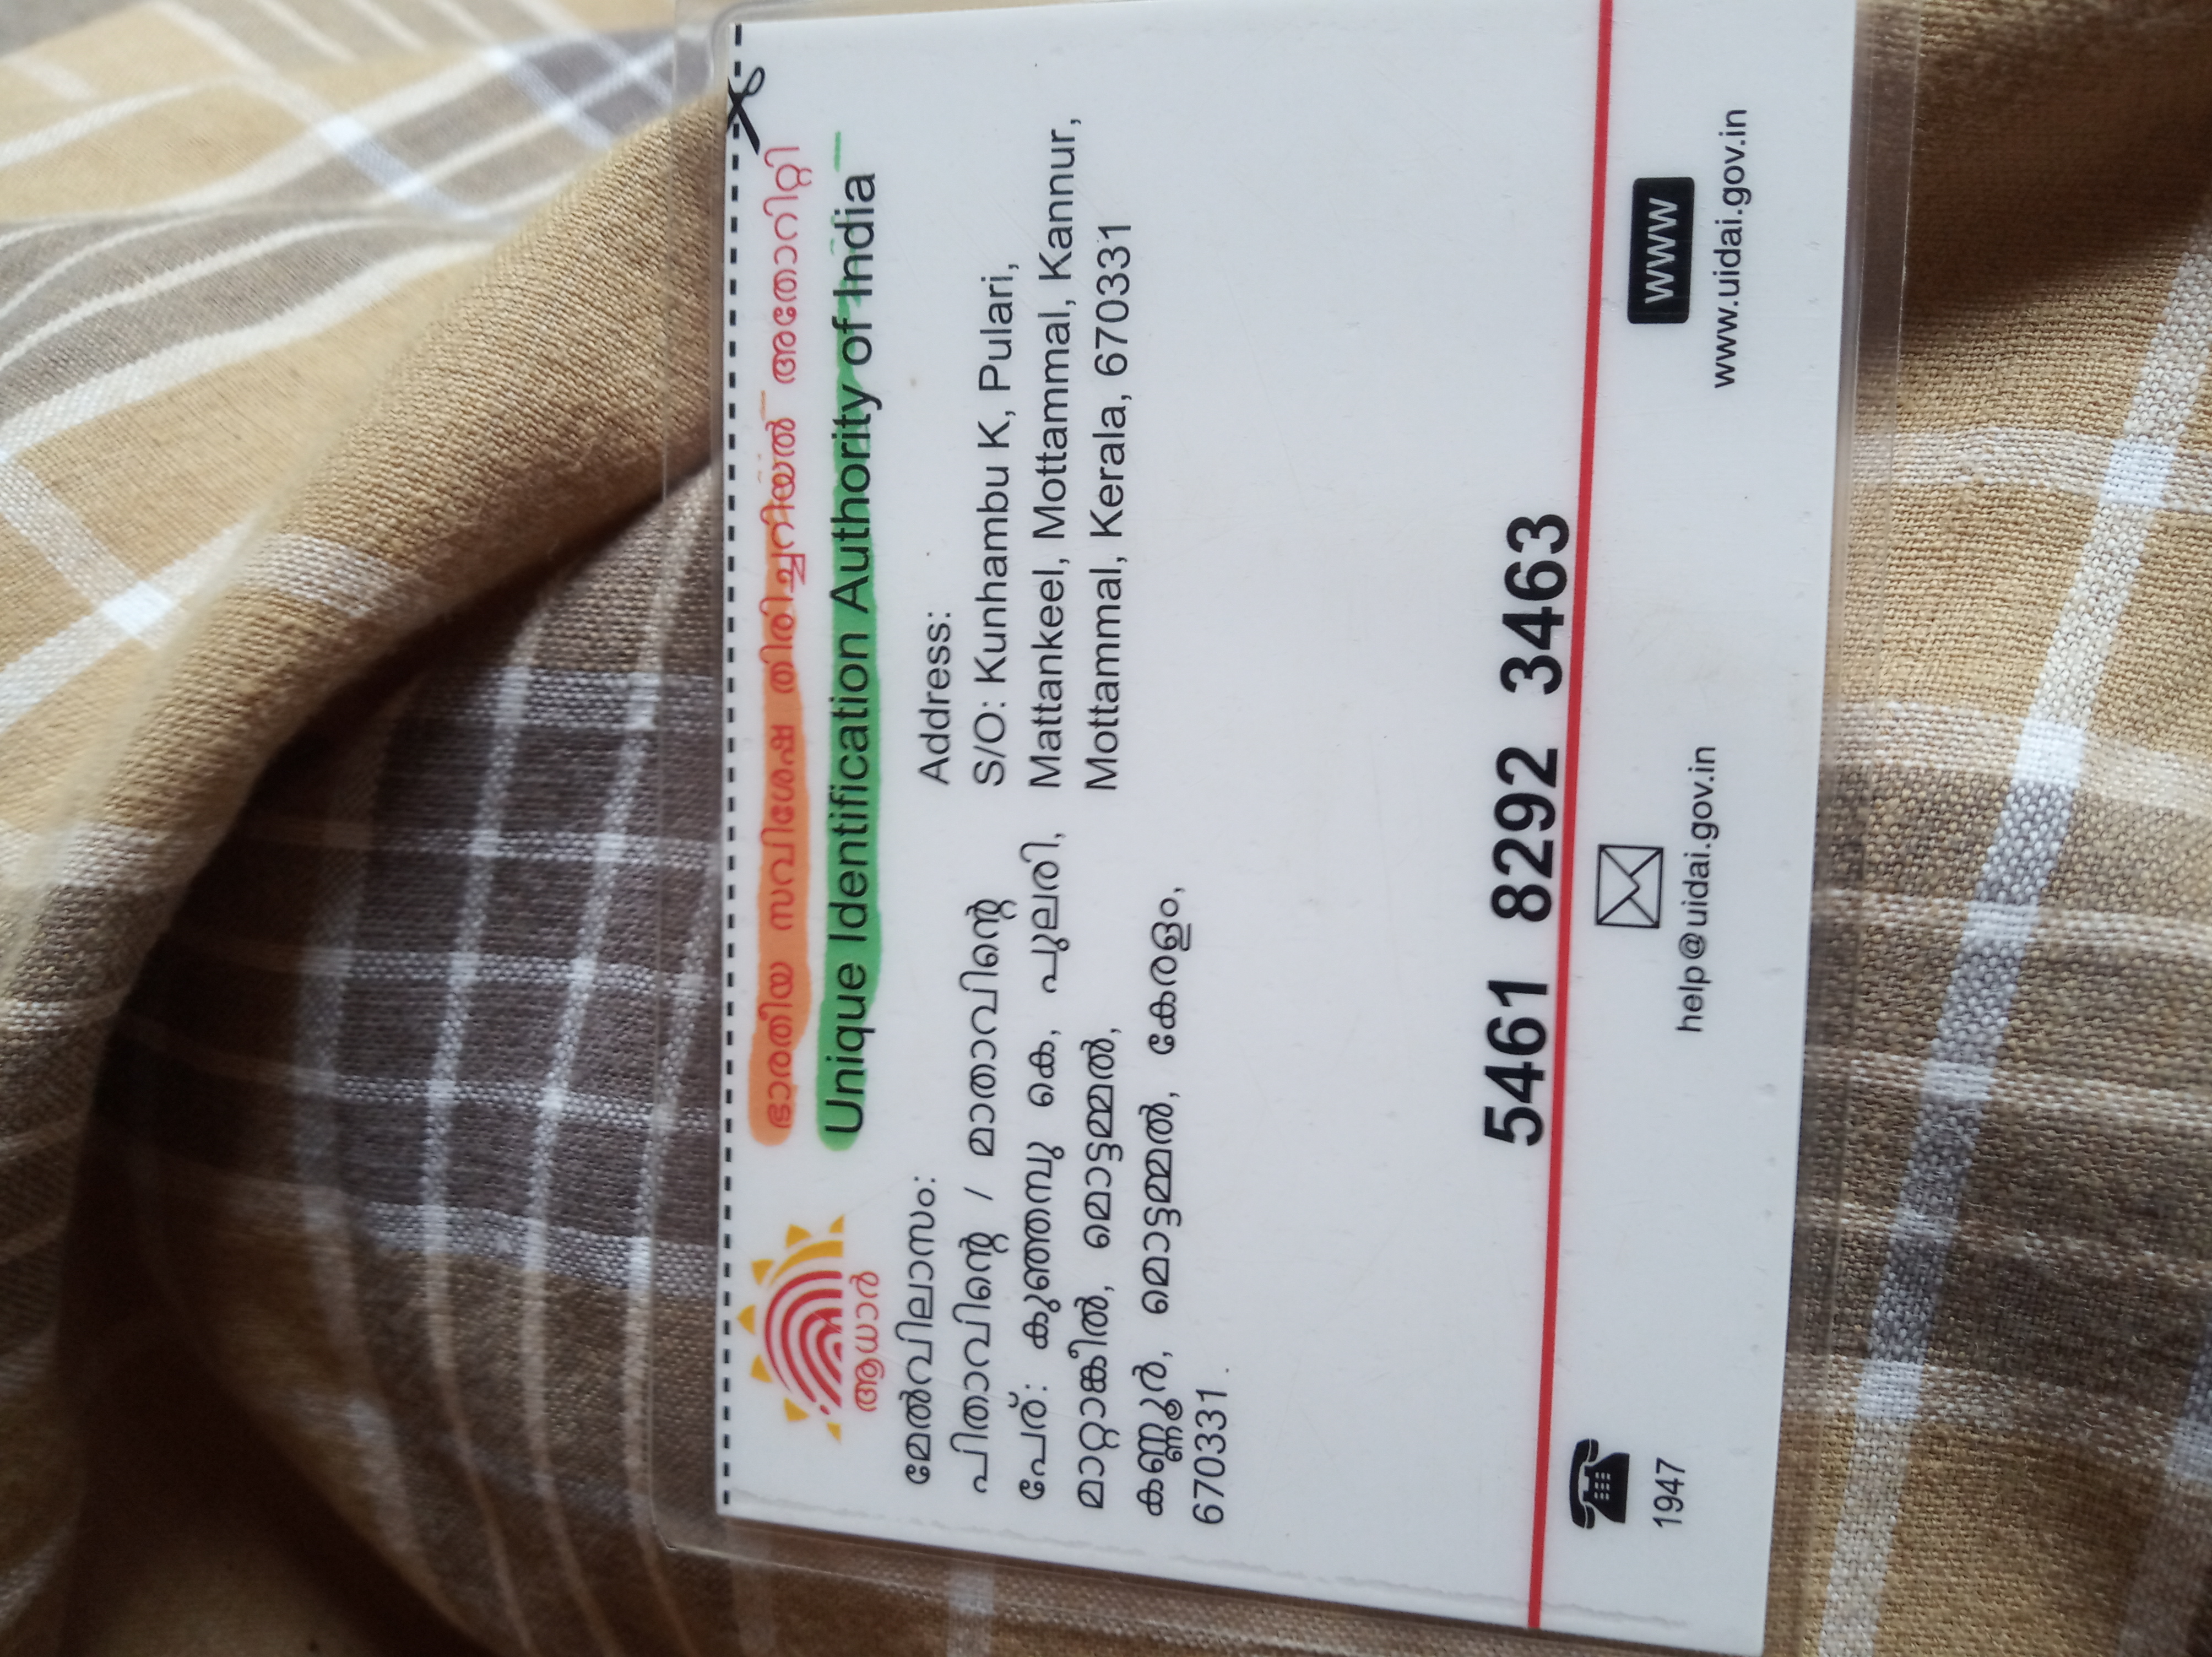 ഭാരതീയ സവിശേഷ തിരിച്ചറിയൽ അതോറിറ്റി
Unique Identification Authority of India
ആധാർ
മേൽവിലാസം:
പിതാവിന്റെ / മാതാവിന്റെ
പേര്: കുഞ്ഞമ്പു കെ, പുലരി,
മാറ്റാങ്കീൽ, മൊട്ടമ്മൽ,
കണ്ണൂർ, മൊട്ടമ്മൽ, കേരളം,
670331
Address:
S/O: Kunhambu K, Pulari,
Mattankeel, Mottammal, Kannur,
Mottammal, Kerala, 670331
5461 8292 3463
1947
help@uidai.gov.in
WWW
www.uidai.gov.in